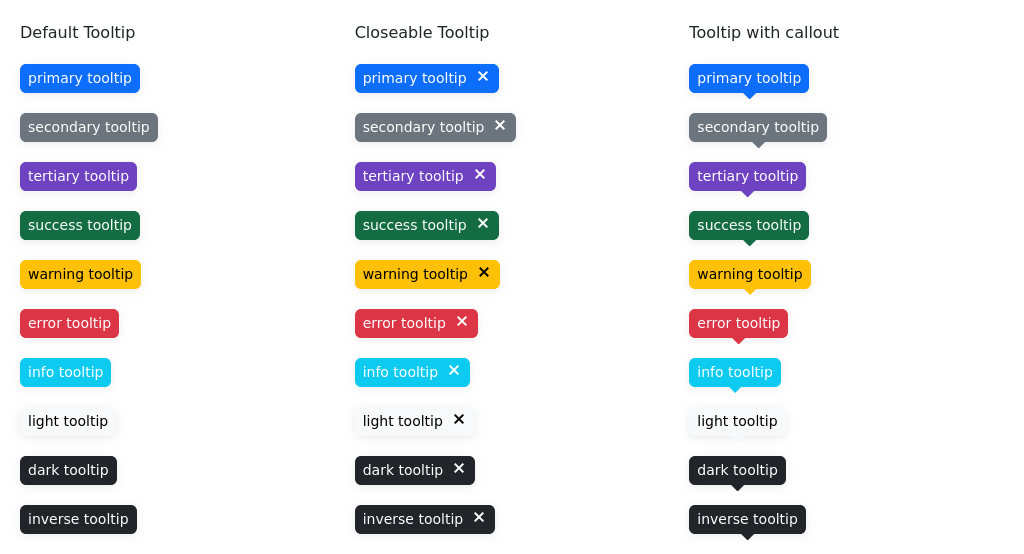 Default Tooltip
primary tooltip
secondary tooltip
tertiary tooltip
success tooltip
warning tooltip
error tooltip
info tooltip
light tooltip
dark tooltip
inverse tooltip
Closeable Tooltip
primary tooltip ×
secondary tooltip ×
tertiary tooltip ×
success tooltip ×
warning tooltip ×
error tooltip ×
info tooltip ×
light tooltip ×
dark tooltip ×
inverse tooltip ×
Tooltip with callout
primary tooltip
secondary tooltip
tertiary tooltip
success tooltip
warning tooltip
error tooltip
info tooltip
light tooltip
dark tooltip
inverse tooltip